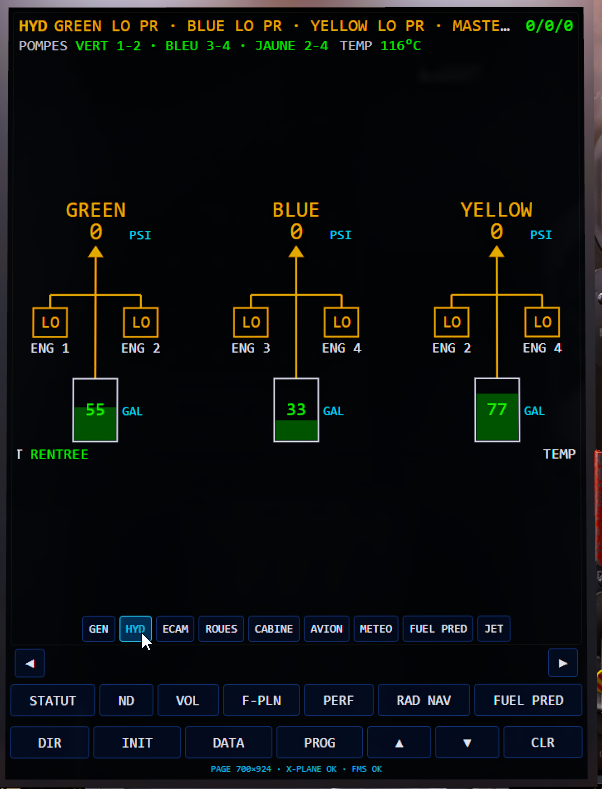 HYD GREEN LO PR · BLUE LO PR · YELLOW LO PR · MASTE… 0/0/0
POMPES VERT 1-2 · BLEU 3-4 · JAUNE 2-4 TEMP 116°C
GREEN BLUE YELLOW
0 PSI 0 PSI 0 PSI
LO LO LO LO LO LO
ENG 1 ENG 2 ENG 3 ENG 4 ENG 2 ENG 4
55 GAL 33 GAL 77 GAL
T RENTREE TEMP
GEN HYD ECAM ROUES CABINE AVION METEO FUEL PRED JET
◄ ►
STATUT ND VOL F-PLN PERF RAD NAV FUEL PRED
DIR INIT DATA PROG ▲ ▼ CLR
PAGE 700×924 · X-PLANE OK · FMS OK